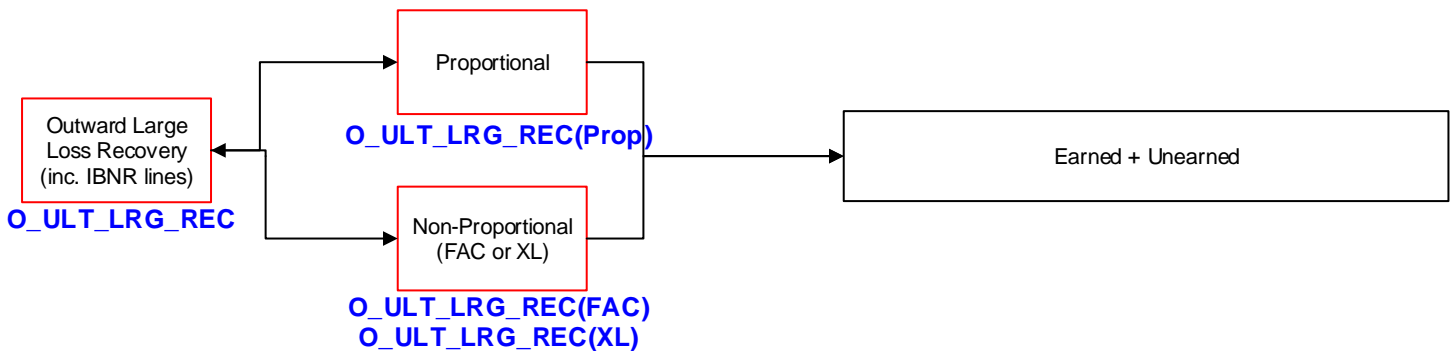 Outward Large
Loss Recovery
(inc. IBNR lines)
O_ULT_LRG_REC
Proportional
O_ULT_LRG_REC(Prop)
Non-Proportional
(FAC or XL)
O_ULT_LRG_REC(FAC)
O_ULT_LRG_REC(XL)
Earned + Unearned